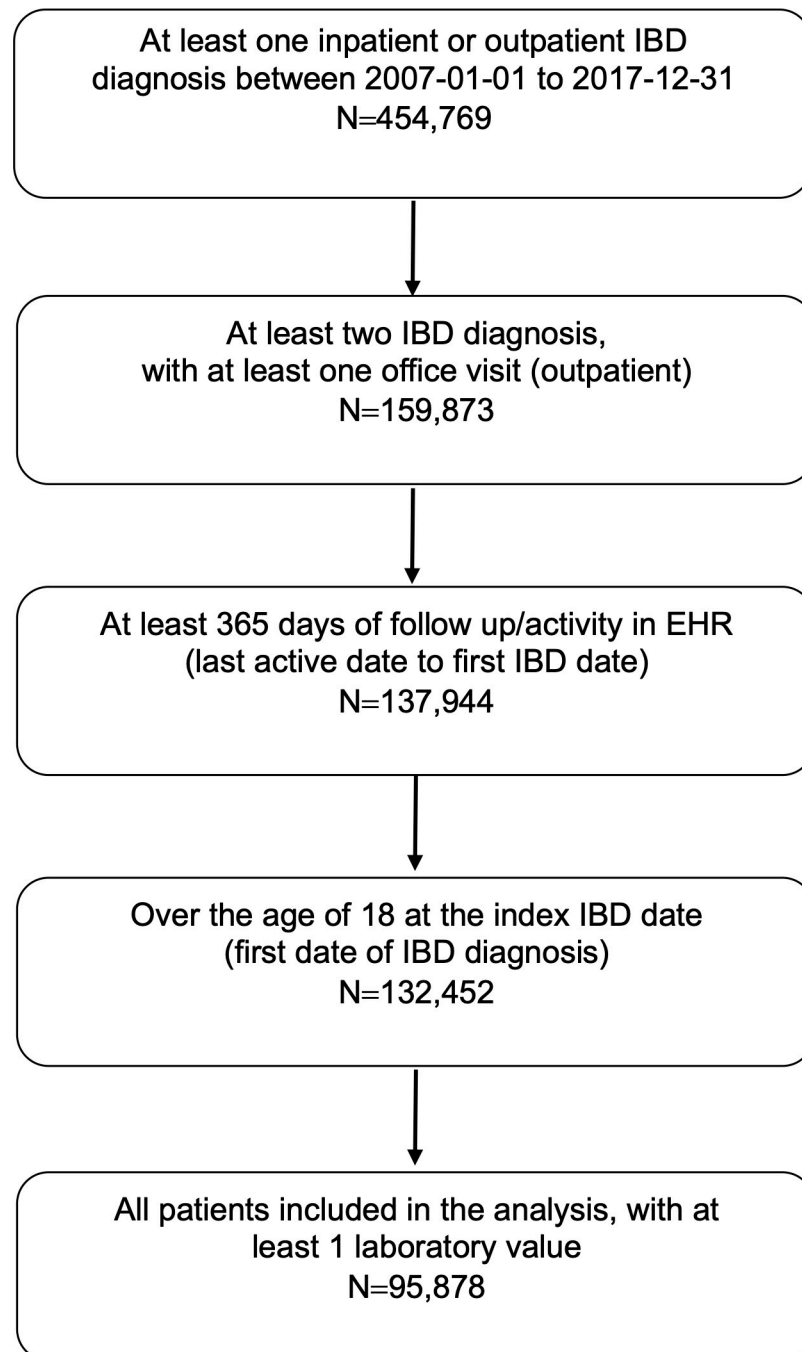 At least one inpatient or outpatient IBD
diagnosis between 2007-01-01 to 2017-12-31
N=454,769
At least two IBD diagnosis,
with at least one office visit (outpatient)
N=159,873
At least 365 days of follow up/activity in EHR
(last active date to first IBD date)
N=137,944
Over the age of 18 at the index IBD date
(first date of IBD diagnosis)
N=132,452
All patients included in the analysis, with at
least 1 laboratory value
N=95,878